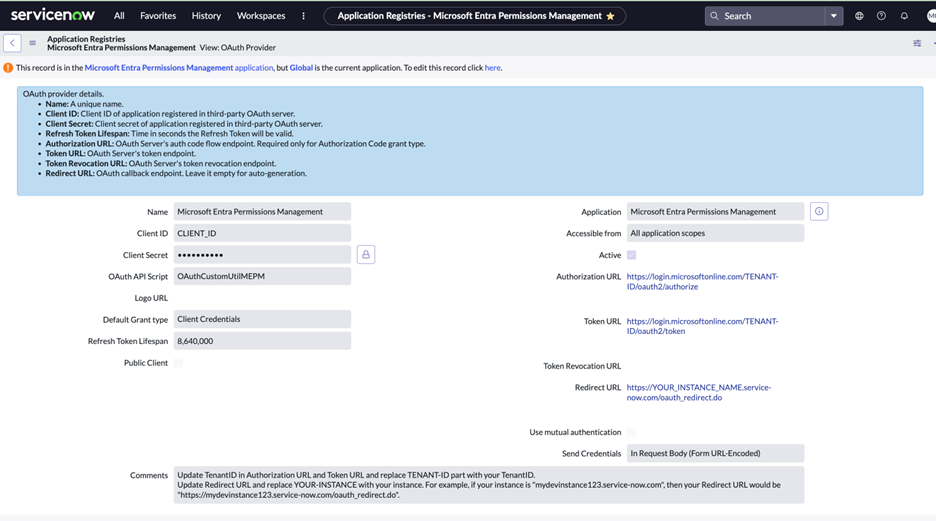 servicenow All Favorites History Workspaces Application Registries - Microsoft Entra Permissions Management Search
Application Registries
Microsoft Entra Permissions Management View: OAuth Provider
This record is in the Microsoft Entra Permissions Management application, but Global is the current application. To edit this record click here.
OAuth provider details.
• Name: A unique name.
• Client ID: Client ID of application registered in third-party OAuth server.
• Client Secret: Client secret of application registered in third-party OAuth server.
• Refresh Token Lifespan: Time in seconds the Refresh Token will be valid.
• Authorization URL: OAuth Server's auth code flow endpoint. Required only for Authorization Code grant type.
• Token URL: OAuth Server's token endpoint.
• Token Revocation URL: OAuth Server's token revocation endpoint.
• Redirect URL: OAuth callback endpoint. Leave it empty for auto-generation.
Name Microsoft Entra Permissions Management
Client ID CLIENT_ID
Client Secret ••••••••••
OAuth API Script OAuthCustomUtilMEPM
Logo URL
Default Grant type Client Credentials
Refresh Token Lifespan 8,640,000
Public Client
Application Microsoft Entra Permissions Management
Accessible from All application scopes
Active
Authorization URL https://login.microsoftonline.com/TENANT-
ID/oauth2/authorize
Token URL https://login.microsoftonline.com/TENANT-
ID/oauth2/token
Token Revocation URL
Redirect URL https://YOUR_INSTANCE_NAME.service-
now.com/oauth_redirect.do
Use mutual authentication
Send Credentials In Request Body (Form URL-Encoded)
Comments Update TenantID in Authorization URL and Token URL and replace TENANT-ID part with your TenantID.
Update Redirect URL and replace YOUR-INSTANCE with your instance. For example, if your instance is "mydevinstance123.service-now.com", then your Redirect URL would be
"https://mydevinstance123.service-now.com/oauth_redirect.do".